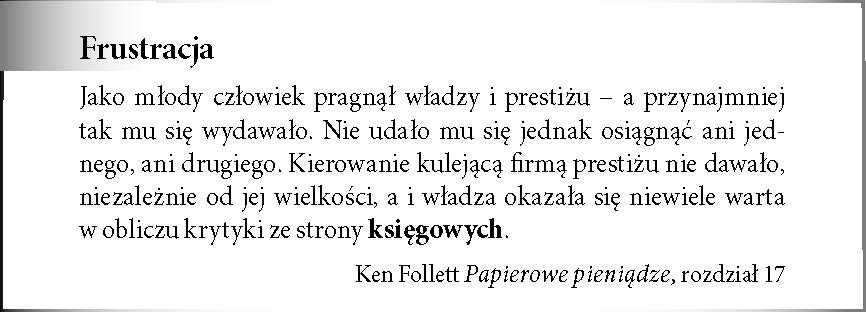 Frustracja
Jako młody człowiek pragnął władzy i prestiżu – a przynajmniej
tak mu się wydawało. Nie udało mu się jednak osiągnąć ani jed-
nego, ani drugiego. Kierowanie kulejącą firmą prestiżu nie dawało,
niezależnie od jej wielkości, a i władza okazała się niewiele warta
w obliczu krytyki ze strony księgowych.
Ken Follett Papierowe pieniądze, rozdział 17